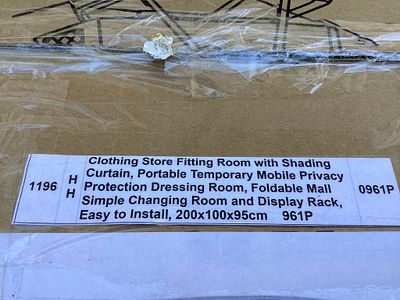 Clothing Store Fitting Room with Shading
Curtain, Portable Temporary Mobile Privacy
1196 HH Protection Dressing Room, Foldable Mall 0961P
Simple Changing Room and Display Rack,
Easy to Install, 200x100x95cm 961P